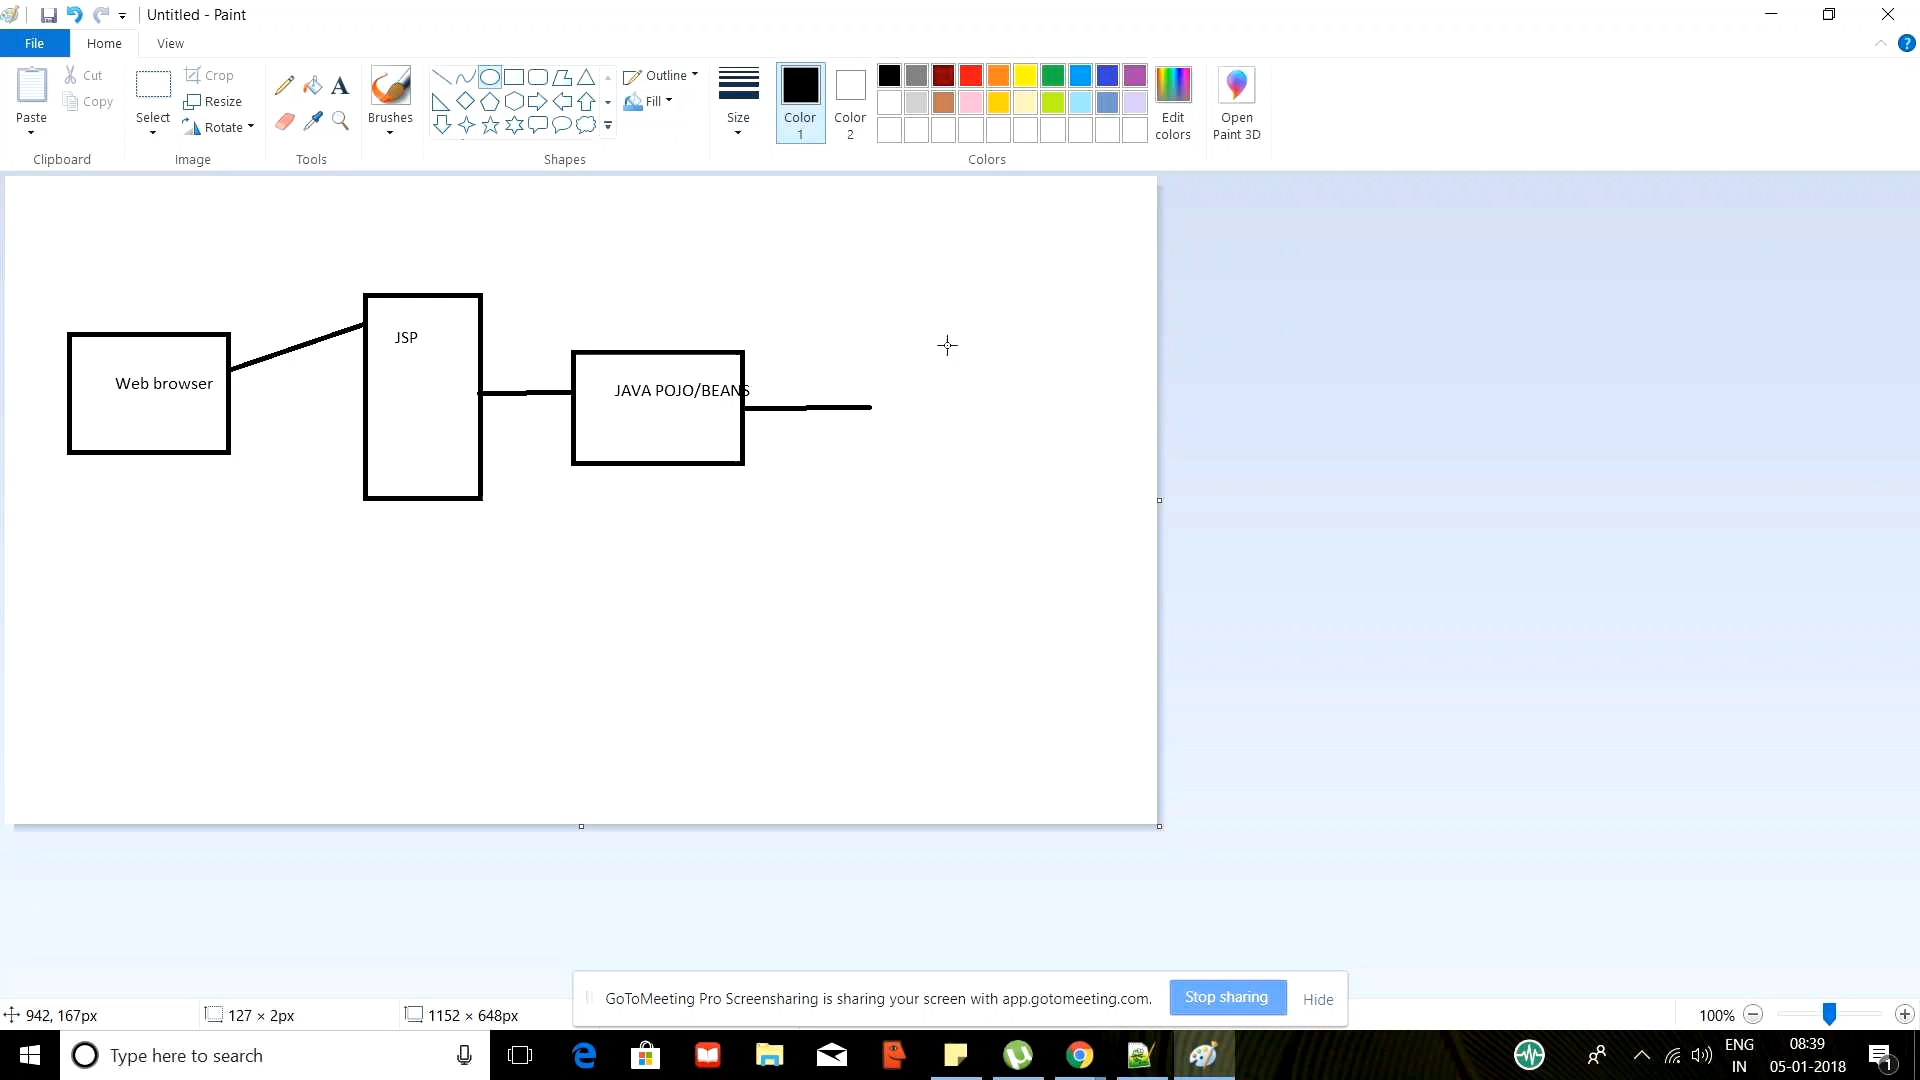 Untitled - Paint
File Home View
Paste
Cut
Copy
Clipboard
Select
Crop
Resize
Rotate
Image
Tools
Brushes
Shapes
Outline
Fill
Size
Color 1
Color 2
Colors
Edit colors
Open Paint 3D
JSP
Web browser
JAVA POJO/BEANS
GoToMeeting Pro Screensharing is sharing your screen with app.gotomeeting.com.
Stop sharing
Hide
942, 167px
127 × 2px
1152 × 648px
100%
Type here to search
ENG
IN
08:39
05-01-2018
1